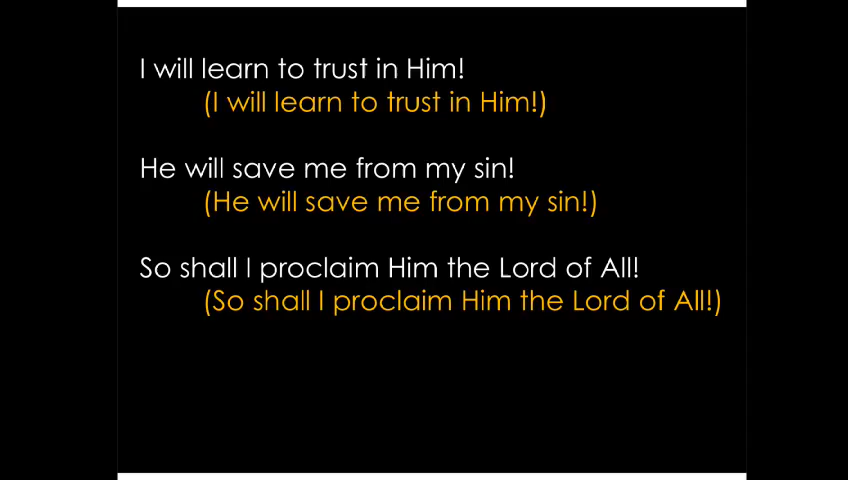 I will learn to trust in Him!
(I will learn to trust in Him!)
He will save me from my sin!
(He will save me from my sin!)
So shall I proclaim Him the Lord of All!
(So shall I proclaim Him the Lord of All!)